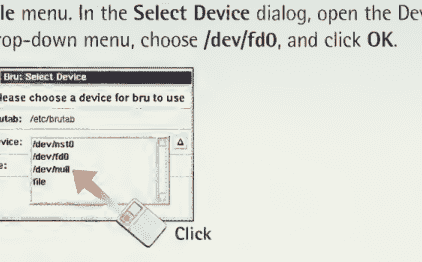 le menu. In the Select Device dialog, open the Dev
rop-down menu, choose /dev/fd0, and click OK.
Bru: Select Device
lease choose a device for bru to use
utab: /etc/brutab
vice: /dev/nst0
/dev/fd0
/dev/null
e: file
Click